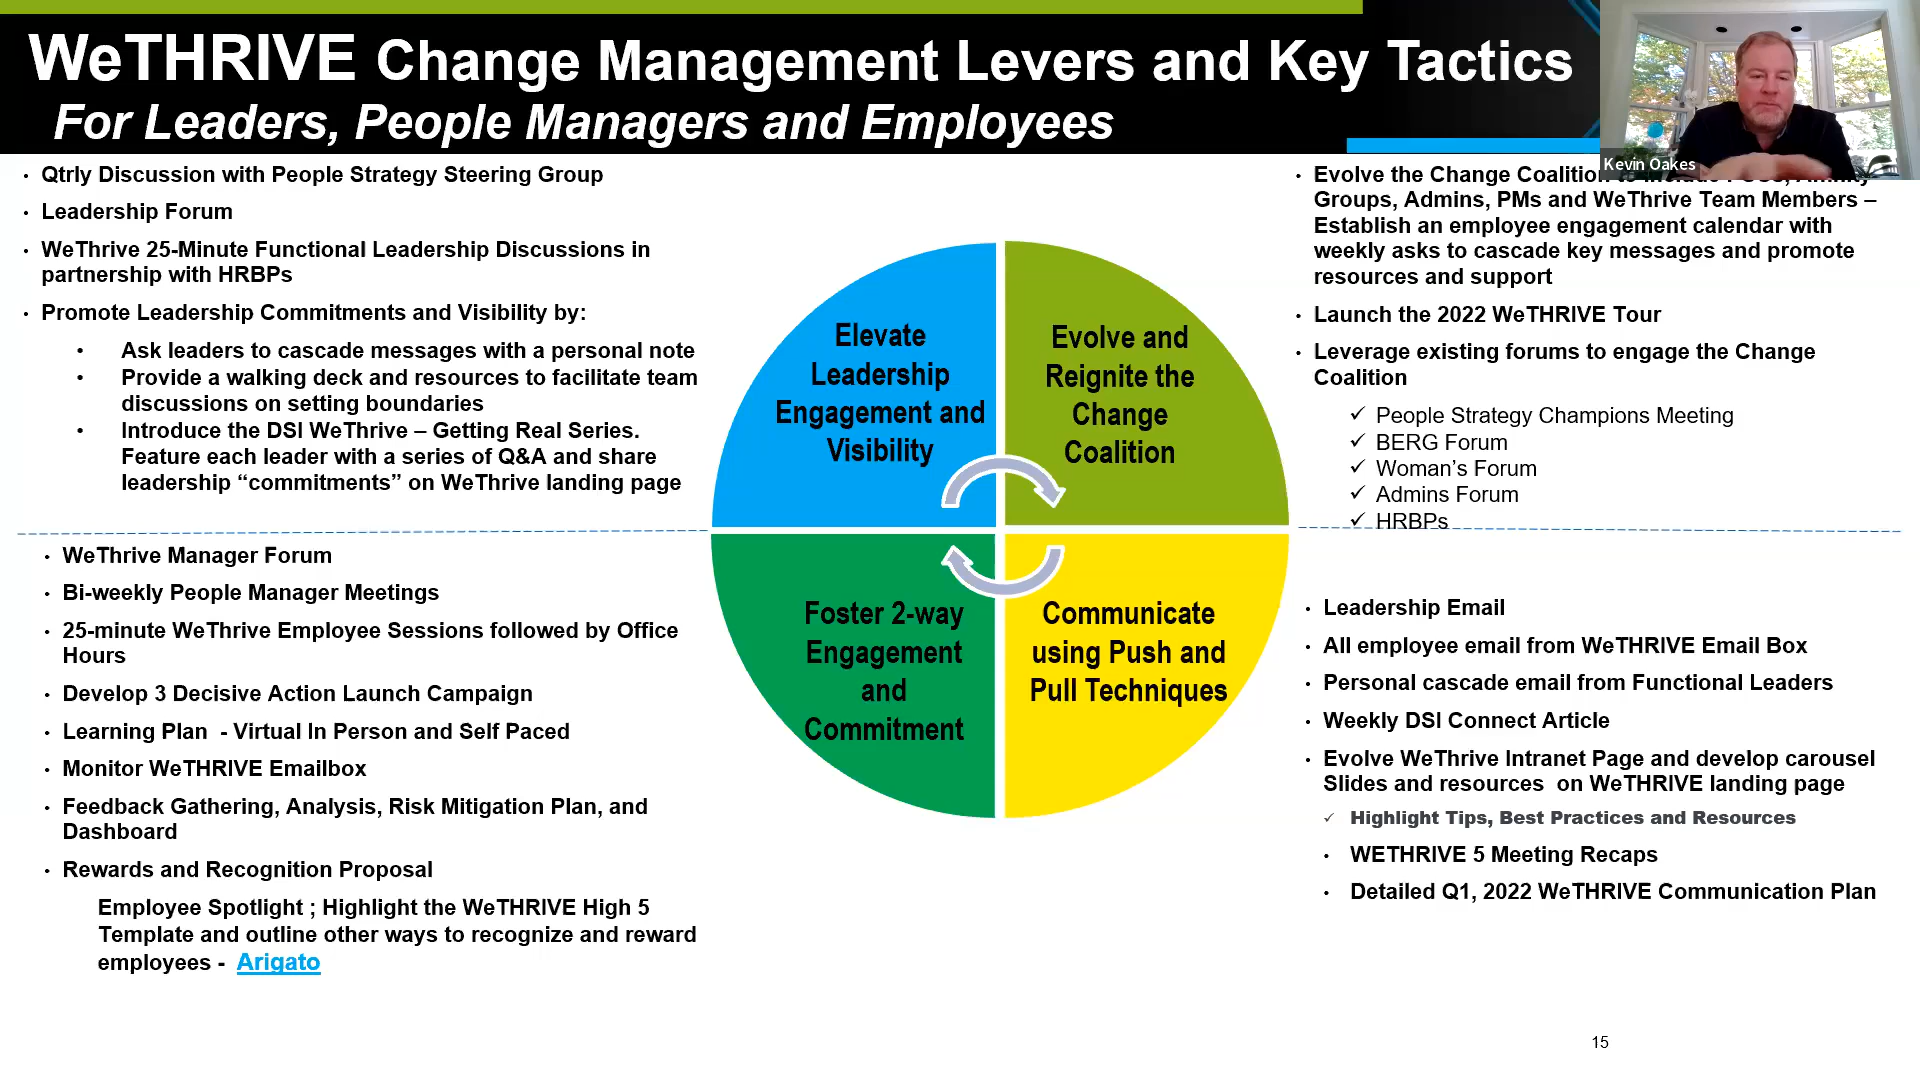 WeTHRIVE Change Management Levers and Key Tactics
For Leaders, People Managers and Employees
Kevin Oakes
• Qtrly Discussion with People Strategy Steering Group
• Leadership Forum
• WeThrive 25-Minute Functional Leadership Discussions in
partnership with HRBPs
• Promote Leadership Commitments and Visibility by:
• Ask leaders to cascade messages with a personal note
• Provide a walking deck and resources to facilitate team
discussions on setting boundaries
• Introduce the DSI WeThrive – Getting Real Series.
Feature each leader with a series of Q&A and share
leadership “commitments” on WeThrive landing page
Elevate
Leadership
Engagement and
Visibility
Evolve and
Reignite the
Change
Coalition
• Evolve the Change Coalition
Groups, Admins, PMs and WeThrive Team Members –
Establish an employee engagement calendar with
weekly asks to cascade key messages and promote
resources and support
• Launch the 2022 WeTHRIVE Tour
• Leverage existing forums to engage the Change
Coalition
✓ People Strategy Champions Meeting
✓ BERG Forum
✓ Woman’s Forum
✓ Admins Forum
✓ HRBPs
• WeThrive Manager Forum
• Bi-weekly People Manager Meetings
• 25-minute WeThrive Employee Sessions followed by Office
Hours
• Develop 3 Decisive Action Launch Campaign
• Learning Plan - Virtual In Person and Self Paced
• Monitor WeTHRIVE Emailbox
• Feedback Gathering, Analysis, Risk Mitigation Plan, and
Dashboard
• Rewards and Recognition Proposal
Employee Spotlight ; Highlight the WeTHRIVE High 5
Template and outline other ways to recognize and reward
employees - Arigato
Foster 2-way
Engagement
and
Commitment
Communicate
using Push and
Pull Techniques
• Leadership Email
• All employee email from WeTHRIVE Email Box
• Personal cascade email from Functional Leaders
• Weekly DSI Connect Article
• Evolve WeThrive Intranet Page and develop carousel
Slides and resources on WeTHRIVE landing page
✓ Highlight Tips, Best Practices and Resources
• WETHRIVE 5 Meeting Recaps
• Detailed Q1, 2022 WeTHRIVE Communication Plan
15